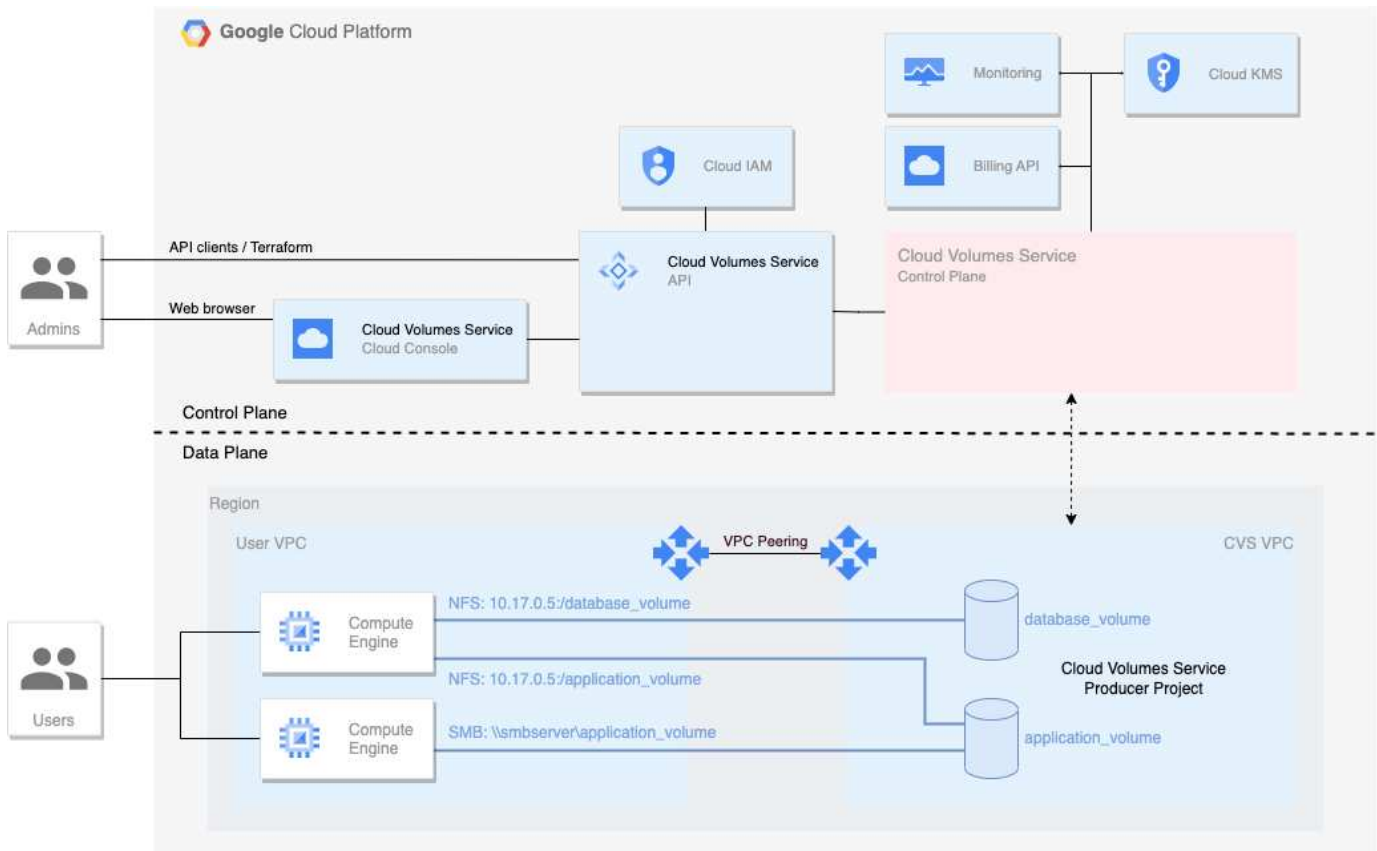 Google Cloud Platform
Monitoring
Cloud KMS
Cloud IAM
Billing API
API clients / Terraform
Cloud Volumes Service
API
Cloud Volumes Service
Control Plane
Admins
Web browser
Cloud Volumes Service
Cloud Console
Control Plane
Data Plane
Region
User VPC
VPC Peering
CVS VPC
NFS: 10.17.0.5:/database_volume
Compute
Engine
database_volume
Users
NFS: 10.17.0.5:/application_volume
Cloud Volumes Service
Producer Project
Compute
Engine
SMB: \\smbserver\application_volume
application_volume